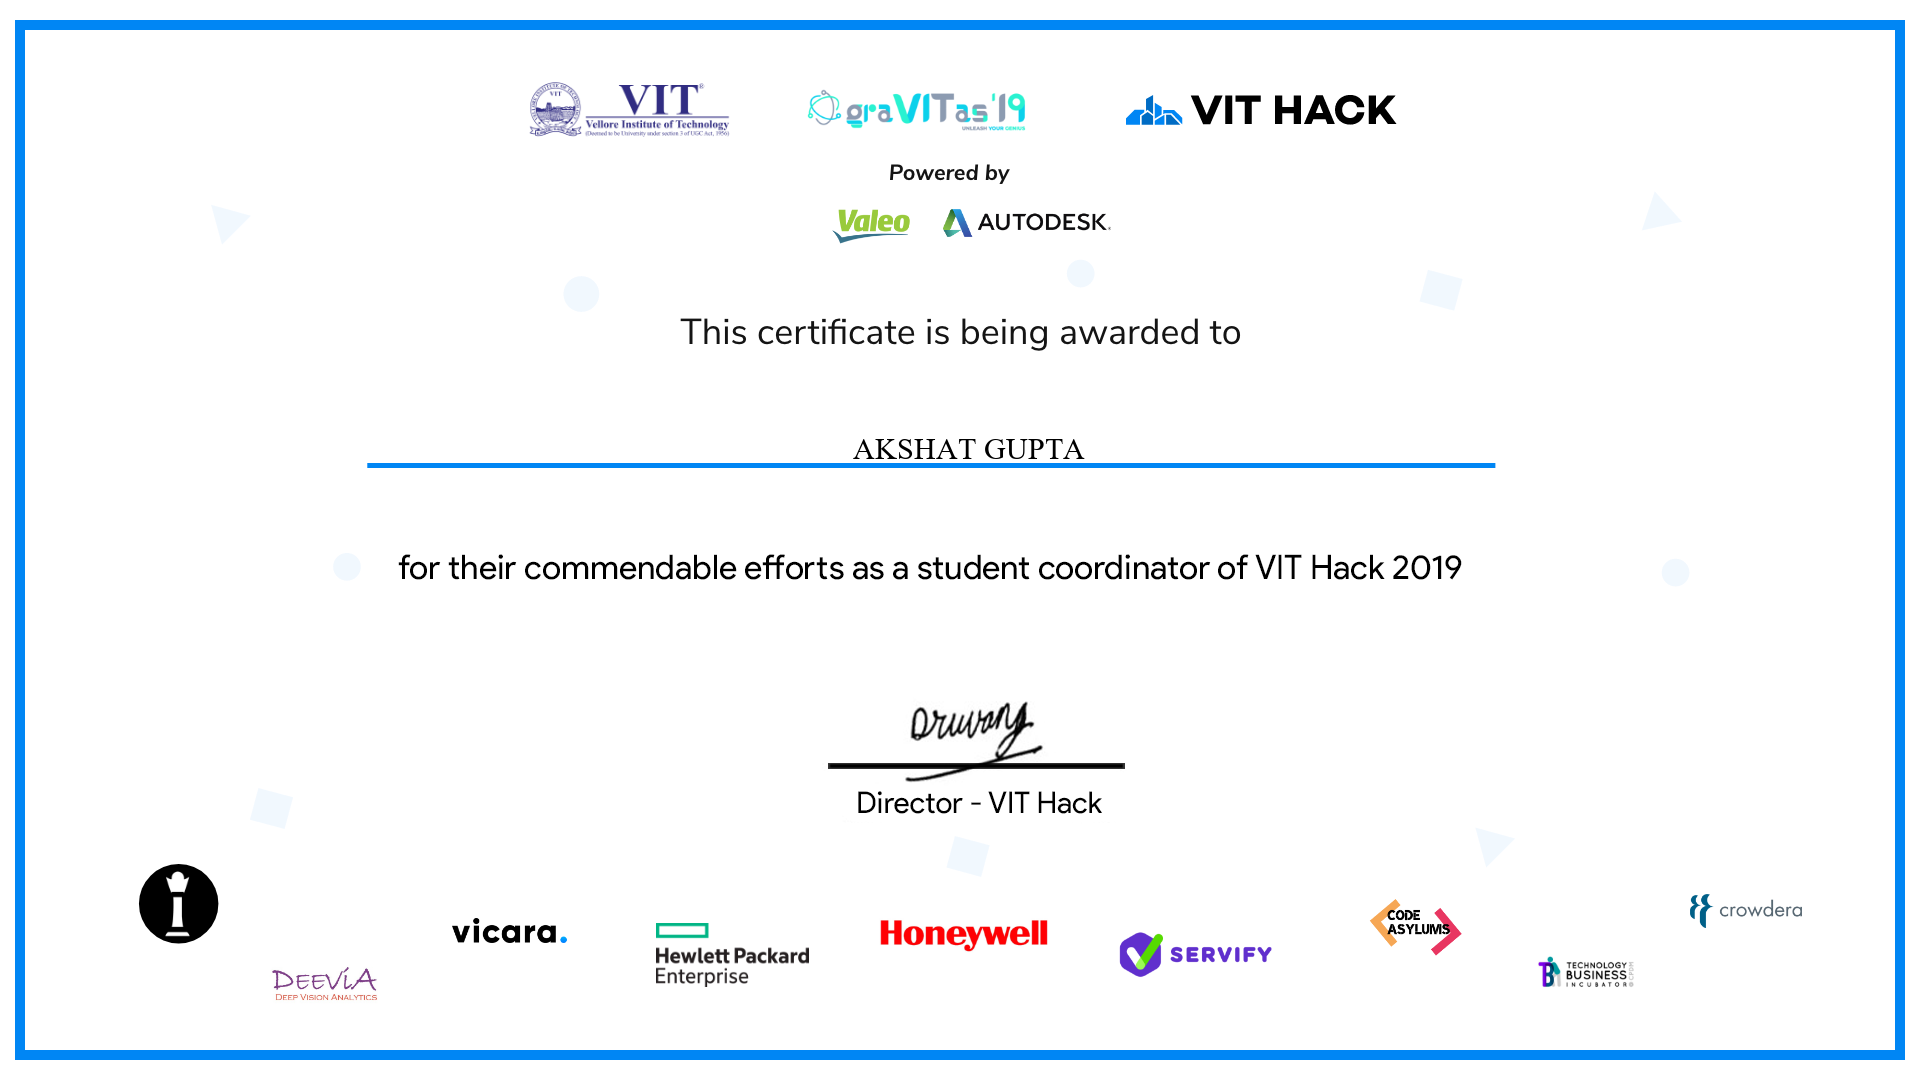 VIT®
Vellore Institute of Technology
(Deemed to be University under section 3 of UGC Act, 1956)
VIT
graVITas'19
UNLEASH YOUR GENIUS
VIT HACK
Powered by
Valeo
AUTODESK®
This certificate is being awarded to
AKSHAT GUPTA
for their commendable efforts as a student coordinator of VIT Hack 2019
Druvang
Director - VIT Hack
DEEVIA
DEEP VISION ANALYTICS
vicara.
Hewlett Packard
Enterprise
Honeywell
SERVIFY
CODE
ASYLUMS
TBI
TECHNOLOGY
BUSINESS
INCUBATOR
crowdera